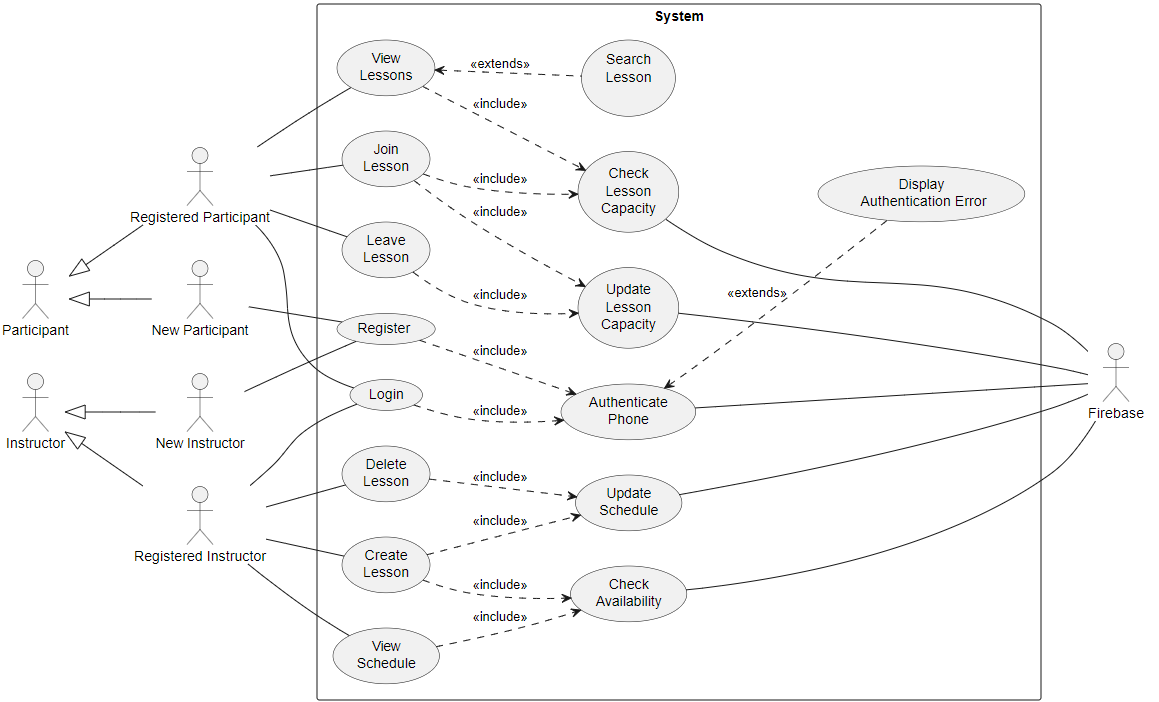 System
View
Lessons
«extends»
Search
Lesson
«include»
Join
Lesson
«include»
«include»
Check
Lesson
Capacity
Display
Authentication Error
Registered Participant
Leave
Lesson
«include»
Update
Lesson
Capacity
«extends»
Participant
New Participant
Register
«include»
Login
«include»
Authenticate
Phone
Firebase
Instructor
New Instructor
Delete
Lesson
«include»
Update
Schedule
«include»
Registered Instructor
Create
Lesson
«include»
Check
Availability
«include»
View
Schedule